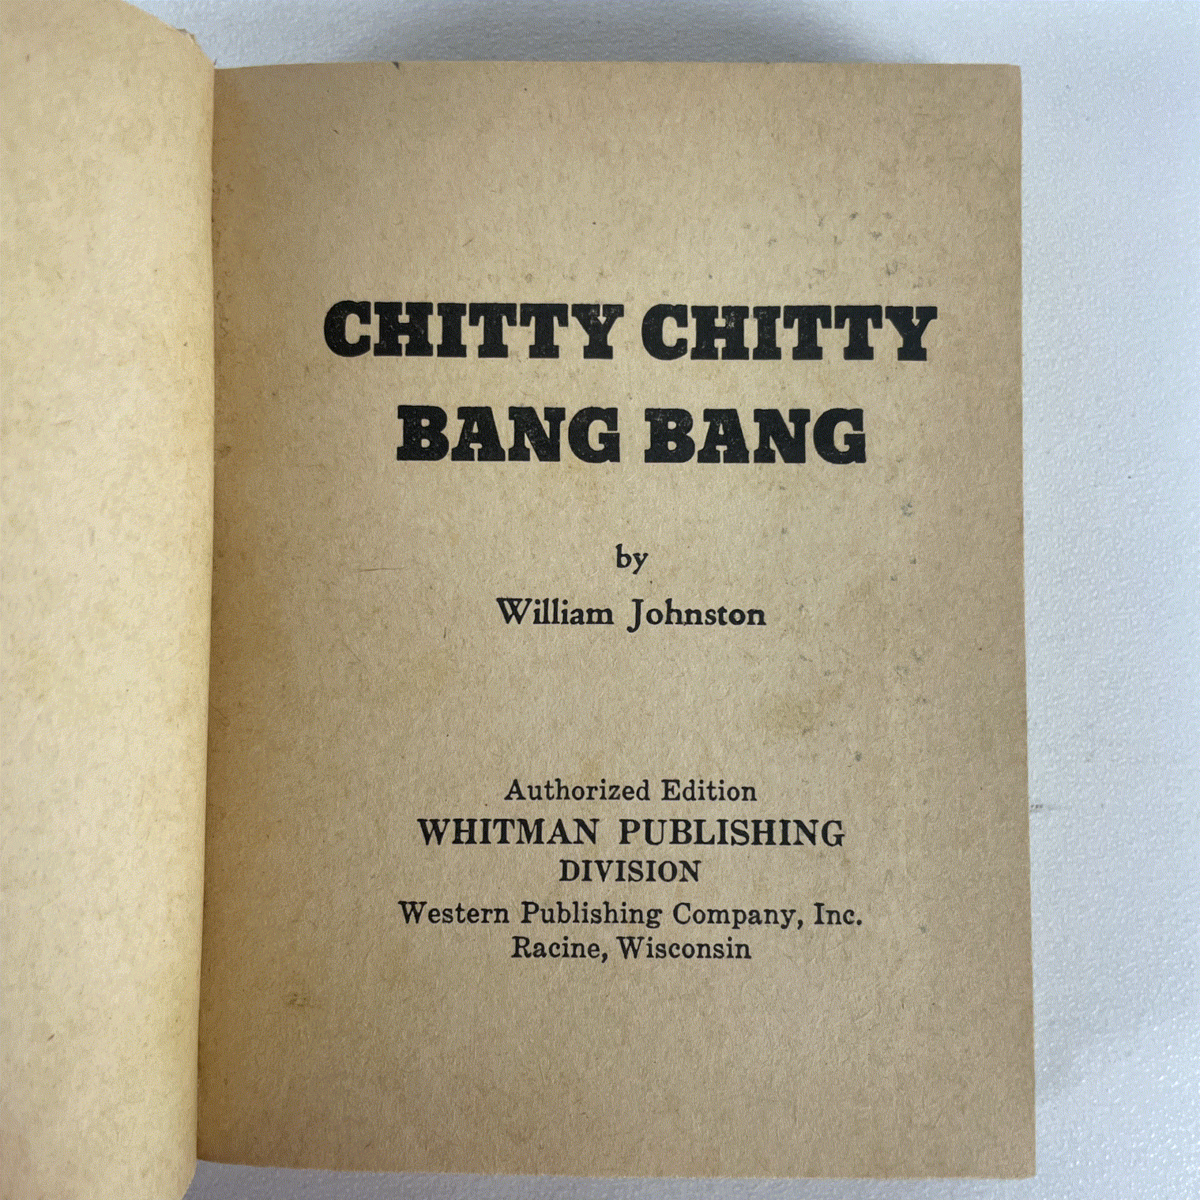 CHITTY CHITTY
BANG BANG
by
William Johnston
Authorized Edition
WHITMAN PUBLISHING
DIVISION
Western Publishing Company, Inc.
Racine, Wisconsin